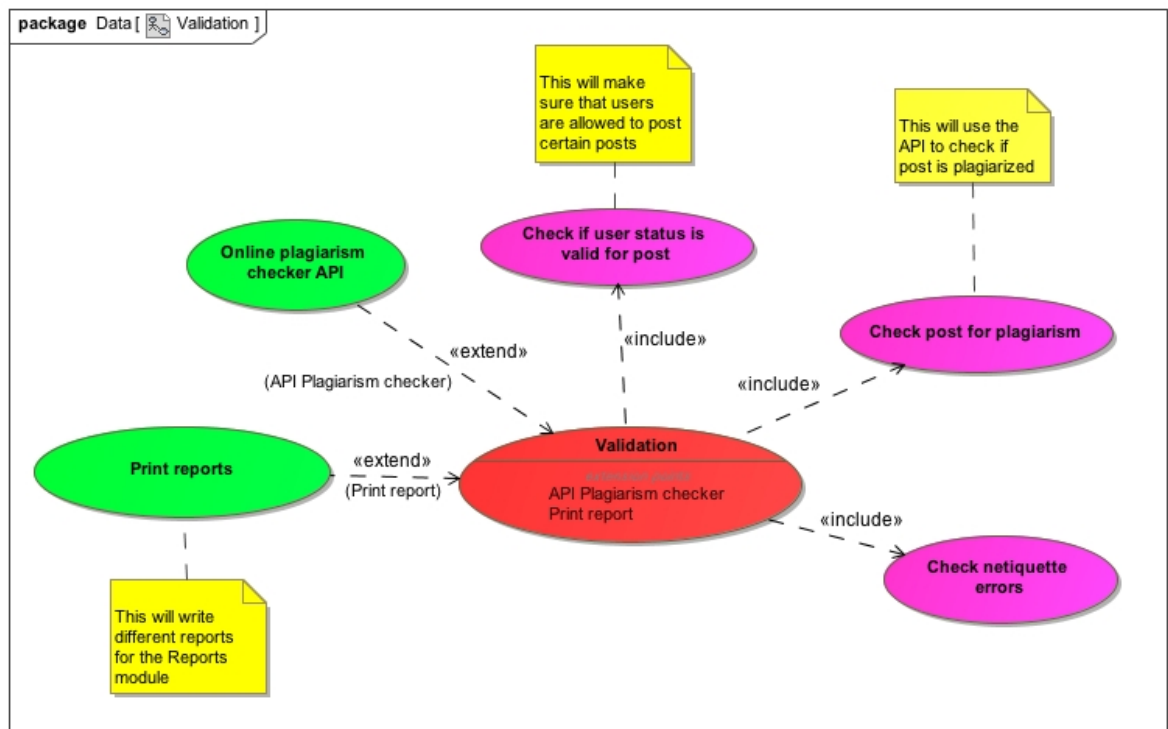 package Data [ Validation ]
This will make
sure that users
are allowed to post
certain posts
This will use the
API to check if
post is plagiarized
Check if user status is
valid for post
Online plagiarism
checker API
Check post for plagiarism
«extend»
(API Plagiarism checker)
«include»
«include»
Validation
extension points
API Plagiarism checker
Print report
Print reports
«extend»
(Print report)
«include»
Check netiquette
errors
This will write
different reports
for the Reports
module